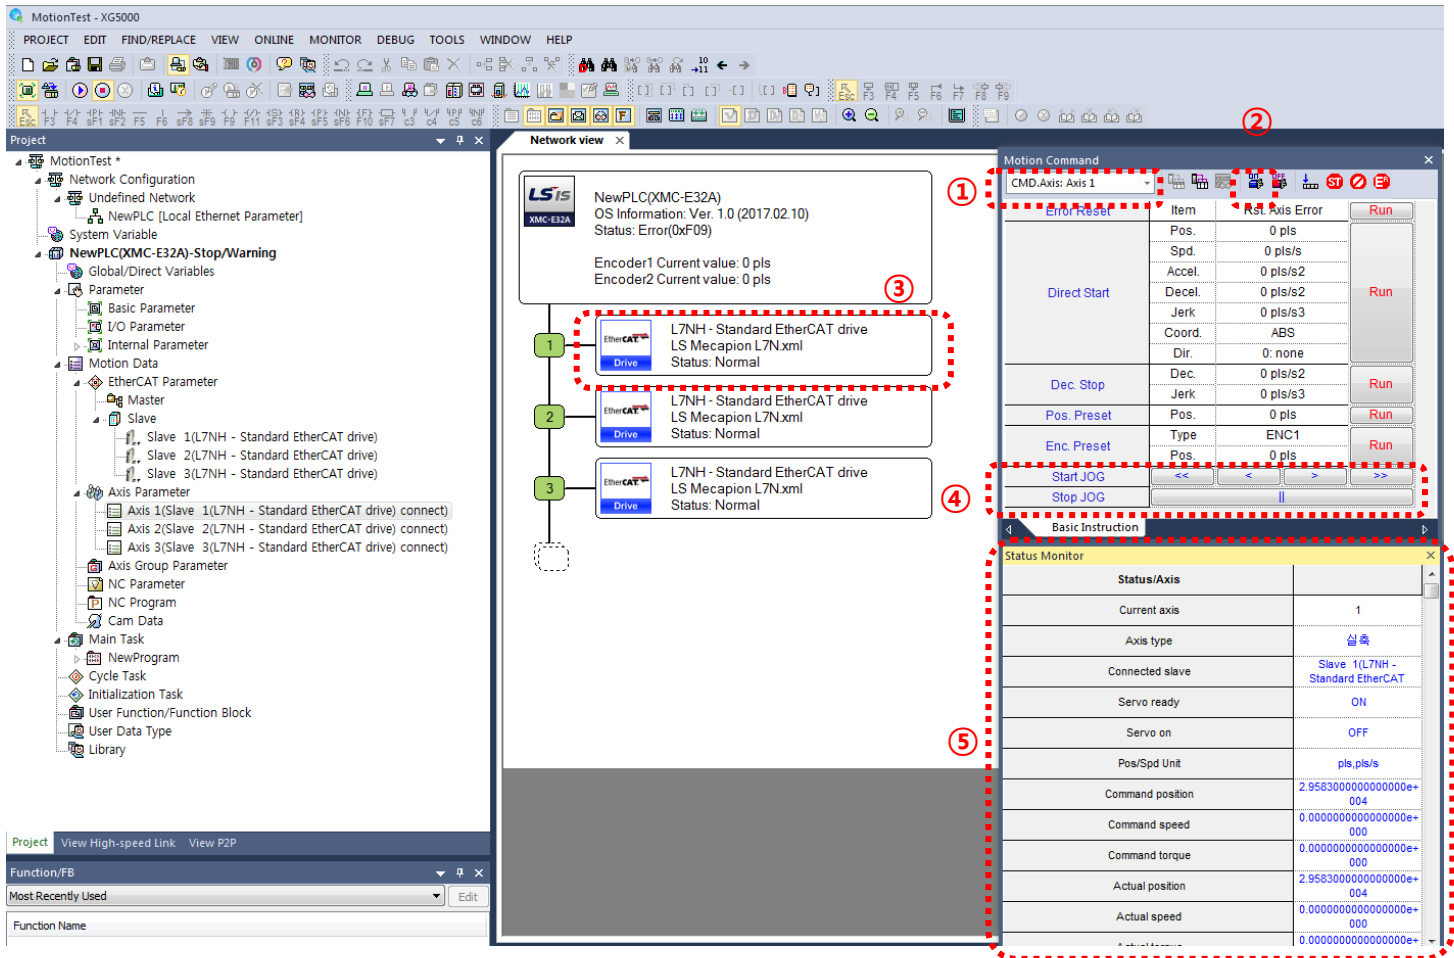 MotionTest - XG5000
PROJECT EDIT FIND/REPLACE VIEW ONLINE MONITOR DEBUG TOOLS WINDOW HELP
Project
MotionTest *
Network Configuration
Undefined Network
NewPLC [Local Ethernet Parameter]
System Variable
NewPLC(XMC-E32A)-Stop/Warning
Global/Direct Variables
Parameter
Basic Parameter
I/O Parameter
Internal Parameter
Motion Data
EtherCAT Parameter
Master
Slave
Slave 1(L7NH - Standard EtherCAT drive)
Slave 2(L7NH - Standard EtherCAT drive)
Slave 3(L7NH - Standard EtherCAT drive)
Axis Parameter
Axis 1(Slave 1(L7NH - Standard EtherCAT drive) connect)
Axis 2(Slave 2(L7NH - Standard EtherCAT drive) connect)
Axis 3(Slave 3(L7NH - Standard EtherCAT drive) connect)
Axis Group Parameter
NC Parameter
NC Program
Cam Data
Main Task
NewProgram
Cycle Task
Initialization Task
User Function/Function Block
User Data Type
Library
Project View High-speed Link View P2P
Function/FB
Most Recently Used Edit
Function Name
Network view
LSis
XMC-E32A
NewPLC(XMC-E32A)
OS Information: Ver. 1.0 (2017.02.10)
Status: Error(0xF09)
Encoder1 Current value: 0 pls
Encoder2 Current value: 0 pls
③
1
EtherCAT
Drive
L7NH - Standard EtherCAT drive
LS Mecapion L7N.xml
Status: Normal
2
EtherCAT
Drive
L7NH - Standard EtherCAT drive
LS Mecapion L7N.xml
Status: Normal
3
EtherCAT
Drive
L7NH - Standard EtherCAT drive
LS Mecapion L7N.xml
Status: Normal
②
Motion Command
①
CMD.Axis: Axis 1
Error Reset Item Rst. Axis Error Run
Direct Start Pos. 0 pls Run
Spd. 0 pls/s
Accel. 0 pls/s2
Decel. 0 pls/s2
Jerk 0 pls/s3
Coord. ABS
Dir. 0: none
Dec. Stop Dec. 0 pls/s2 Run
Jerk 0 pls/s3
Pos. Preset Pos. 0 pls Run
Enc. Preset Type ENC1 Run
Pos. 0 pls
④
Start JOG << < > >>
Stop JOG ||
Basic Instruction
⑤
Status Monitor
Status/Axis
Current axis 1
Axis type 실축
Connected slave Slave 1(L7NH -
Standard EtherCAT
Servo ready ON
Servo on OFF
Pos/Spd Unit pls,pls/s
Command position 2.9583000000000000e+
004
Command speed 0.0000000000000000e+
000
Command torque 0.0000000000000000e+
000
Actual position 2.9583000000000000e+
004
Actual speed 0.0000000000000000e+
000
0.0000000000000000e+